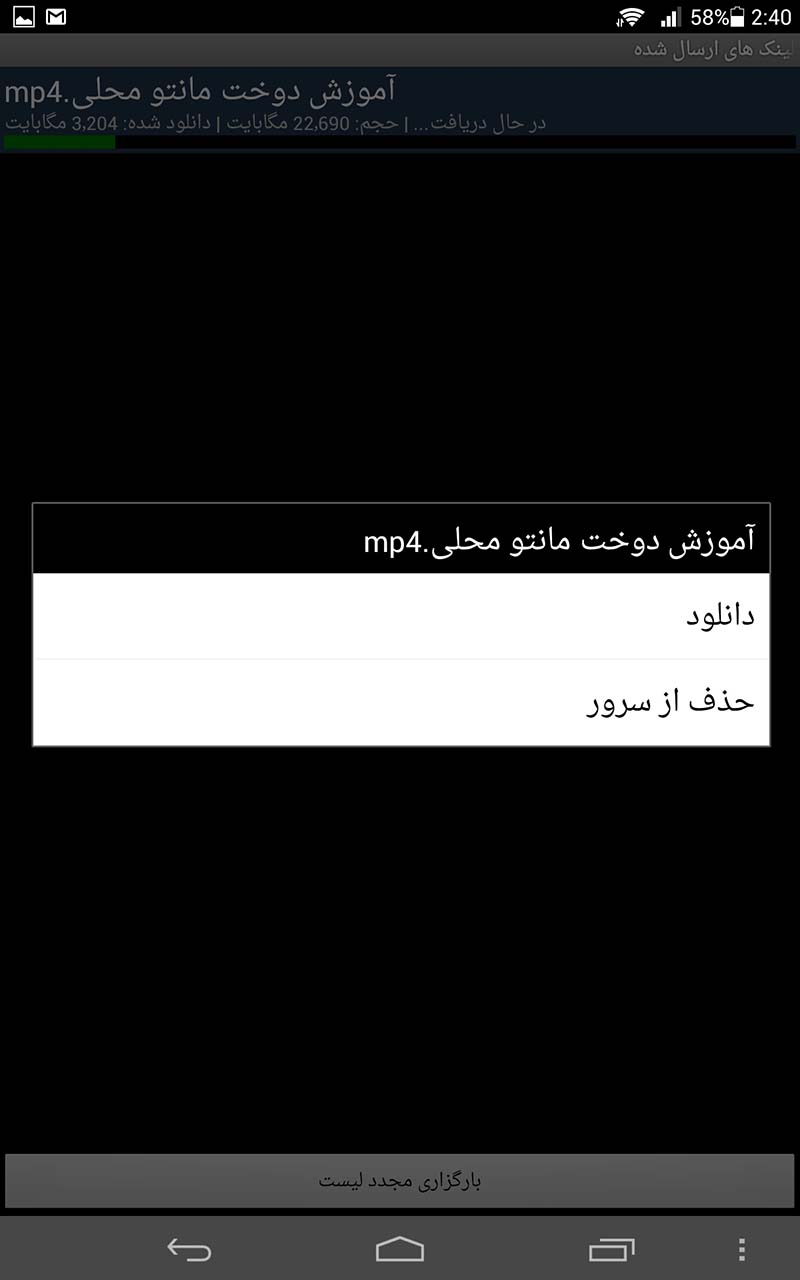 58% 2:40
لینک های ارسال شده
آموزش دوخت مانتو محلی.mp4
در حال دریافت... | حجم: 22,690 مگابایت | دانلود شده: 3,204 مگابایت
آموزش دوخت مانتو محلی.mp4
دانلود
حذف از سرور
بارگزاری مجدد لیست